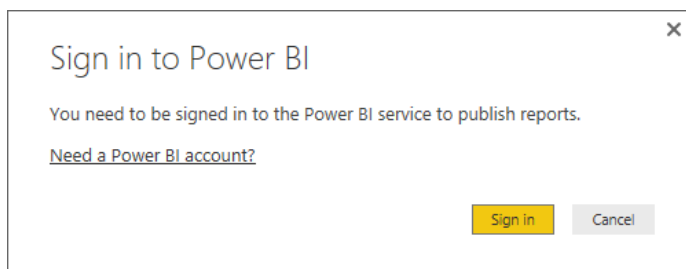 Sign in to Power BI
You need to be signed in to the Power BI service to publish reports.
Need a Power BI account?
Sign in Cancel